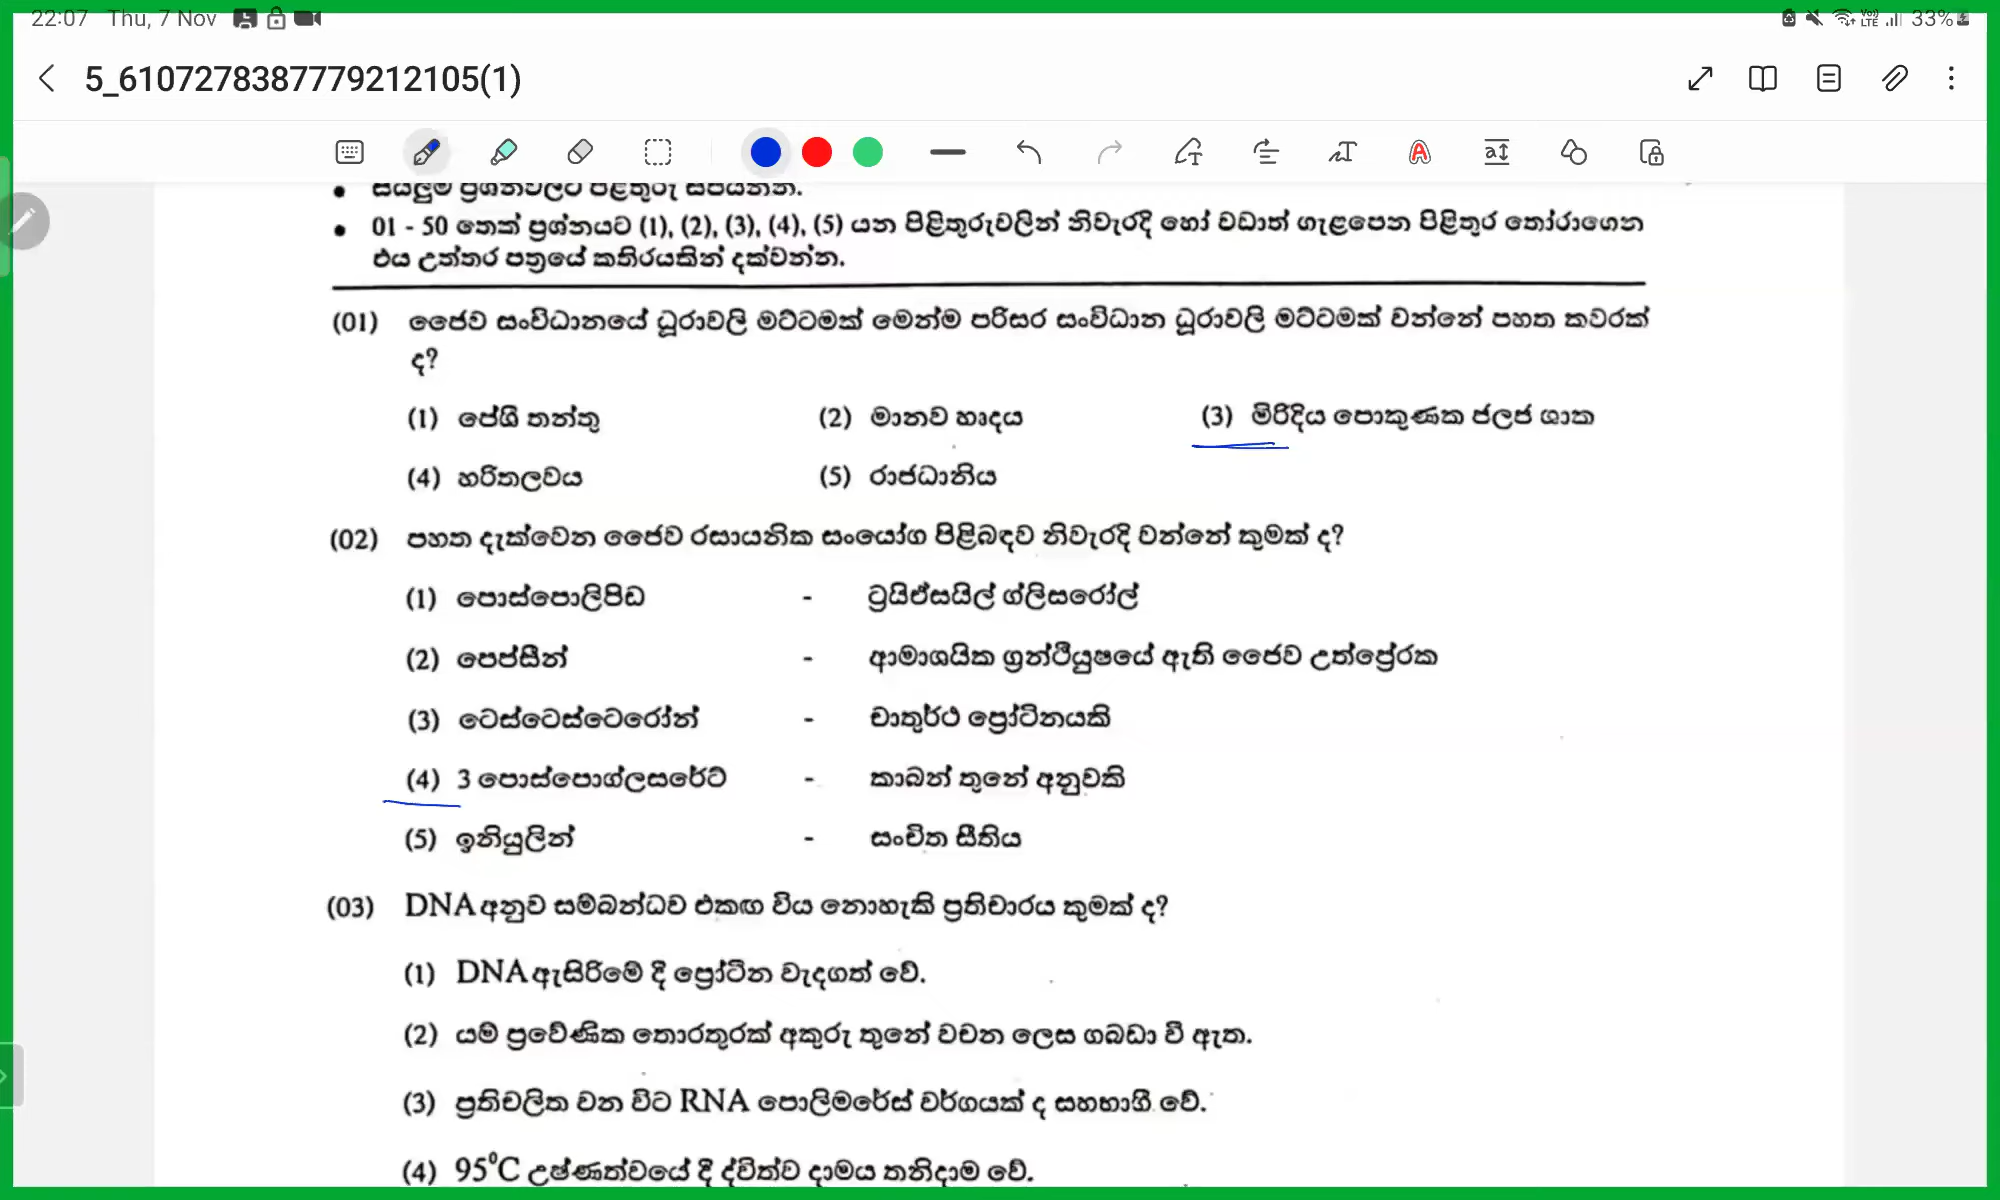 22:07 Thu, 7 Nov
33%
5_6107278387779212105(1)
• සියලුම ප්‍රශ්නවලට පිළිතුරු සපයන්න.
• 01 - 50 තෙක් ප්‍රශ්නයට (1), (2), (3), (4), (5) යන පිළිතුරුවලින් නිවැරදි හෝ වඩාත් ගැළපෙන පිළිතුර තෝරාගෙන
එය උත්තර පත්‍රයේ කතිරයකින් දක්වන්න.
(01) ජෛව සංවිධානයේ ධූරාවලි මට්ටමක් මෙන්ම පරිසර සංවිධාන ධූරාවලි මට්ටමක් වන්නේ පහත කවරක්
ද?
(1) පේශී තන්තු (2) මානව හෘදය (3) මිරිදිය පොකුණක ජලජ ශාක
(4) හරිතලවය (5) රාජධානිය
(02) පහත දැක්වෙන ජෛව රසායනික සංයෝග පිළිබඳව නිවැරදි වන්නේ කුමක් ද?
(1) පොස්පොලිපිඩ - ට්‍රයිඒසයිල් ග්ලිසරෝල්
(2) පෙප්සීන් - ආමාශයික ග්‍රන්ථියුෂයේ ඇති ජෛව උත්ප්‍රේරක
(3) ටෙස්ටෙස්ටෙරෝන් - චාතුර්ථ ප්‍රෝටිනයකි
(4) 3 පොස්පොග්ලසරේට් - කාබන් තුනේ අනුවකි
(5) ඉනියුලින් - සංචිත සීනිය
(03) DNA අනුව සම්බන්ධව එකඟ විය නොහැකි ප්‍රතිචාරය කුමක් ද?
(1) DNA ඇසිරිමේ දී ප්‍රෝටීන වැදගත් වේ.
(2) යම් ප්‍රවේණික තොරතුරක් අකුරු තුනේ වචන ලෙස ගබඩා වී ඇත.
(3) ප්‍රතිචලිත වන විට RNA පොලිමරේස් වර්ගයක් ද සහභාගී වේ.
(4) 95⁰C උෂ්ණත්වයේ දී ද්විත්ව දාමය තනිදාම වේ.